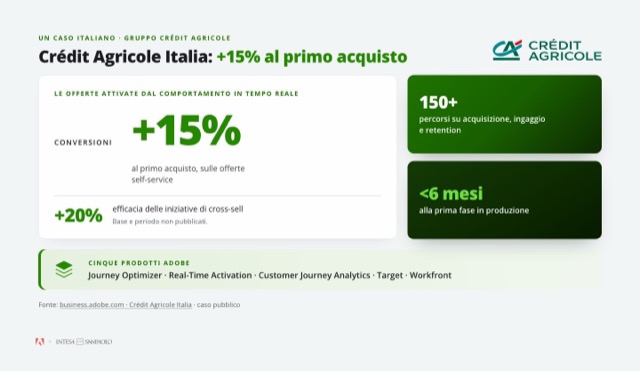 UN CASO ITALIANO · GRUPPO CRÉDIT AGRICOLE
Crédit Agricole Italia: +15% al primo acquisto
CRÉDIT
AGRICOLE
LE OFFERTE ATTIVATE DAL COMPORTAMENTO IN TEMPO REALE
CONVERSIONI
+15%
al primo acquisto, sulle offerte
self-service
+20%
efficacia delle iniziative di cross-sell
Base e periodo non pubblicati.
150+
percorsi su acquisizione, ingaggio
e retention
<6 mesi
alla prima fase in produzione
CINQUE PRODOTTI ADOBE
Journey Optimizer · Real-Time Activation · Customer Journey Analytics · Target · Workfront
Fonte: business.adobe.com · Crédit Agricole Italia · caso pubblico
INTESA SANPAOLO